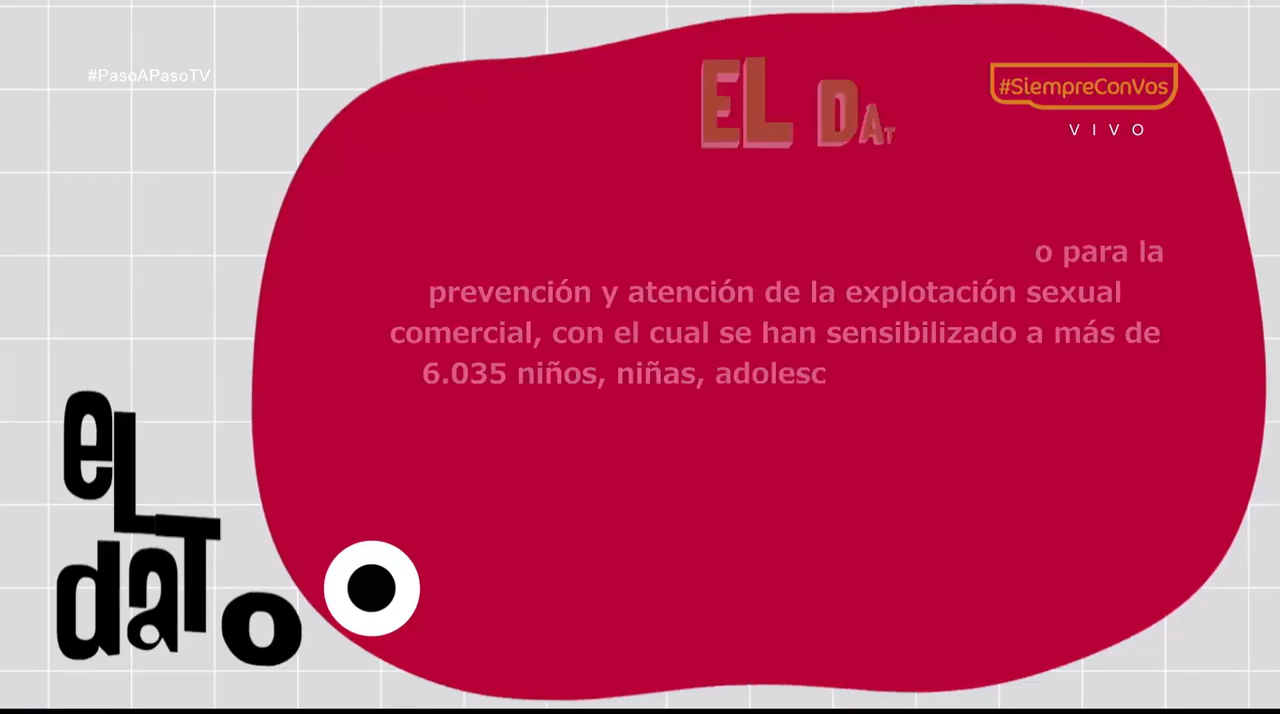 #PasoAPasoTV
#SiempreConVos
VIVO
EL DAT
o para la
prevención y atención de la explotación sexual
comercial, con el cual se han sensibilizado a más de
6.035 niños, niñas, adolesc
eL
daTo